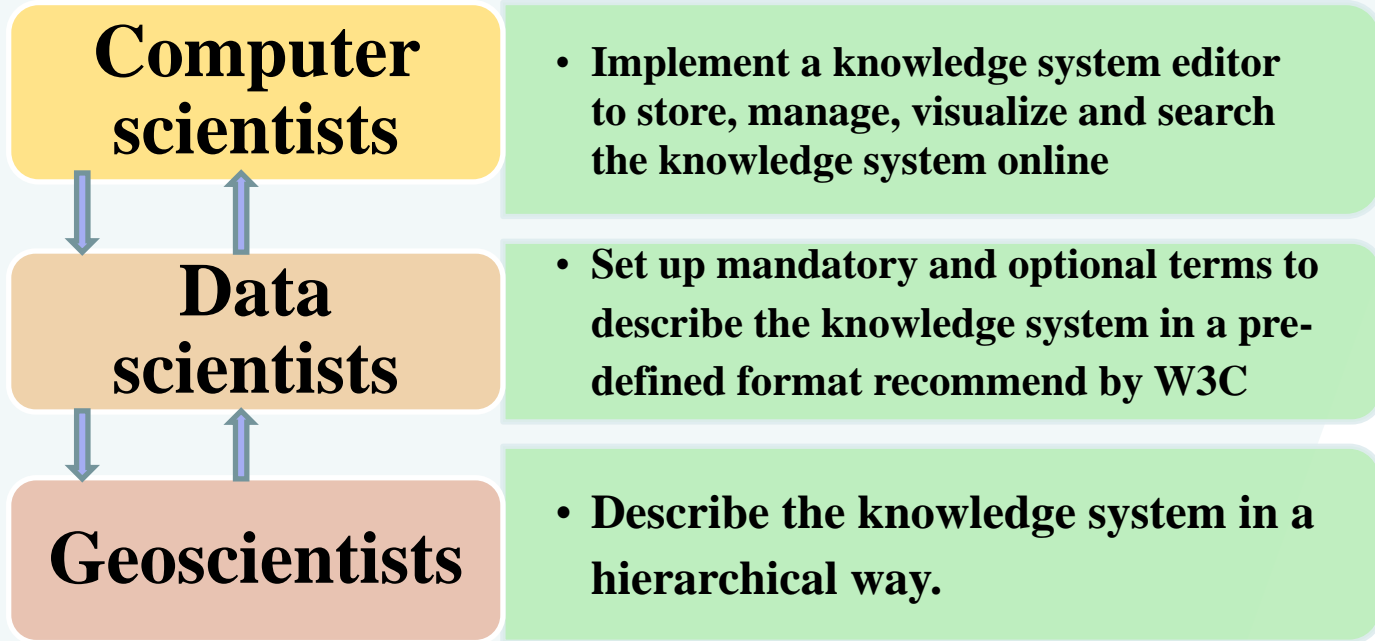 Computer
scientists
• Implement a knowledge system editor
to store, manage, visualize and search
the knowledge system online
Data
scientists
• Set up mandatory and optional terms to
describe the knowledge system in a pre-
defined format recommend by W3C
Geoscientists
• Describe the knowledge system in a
hierarchical way.